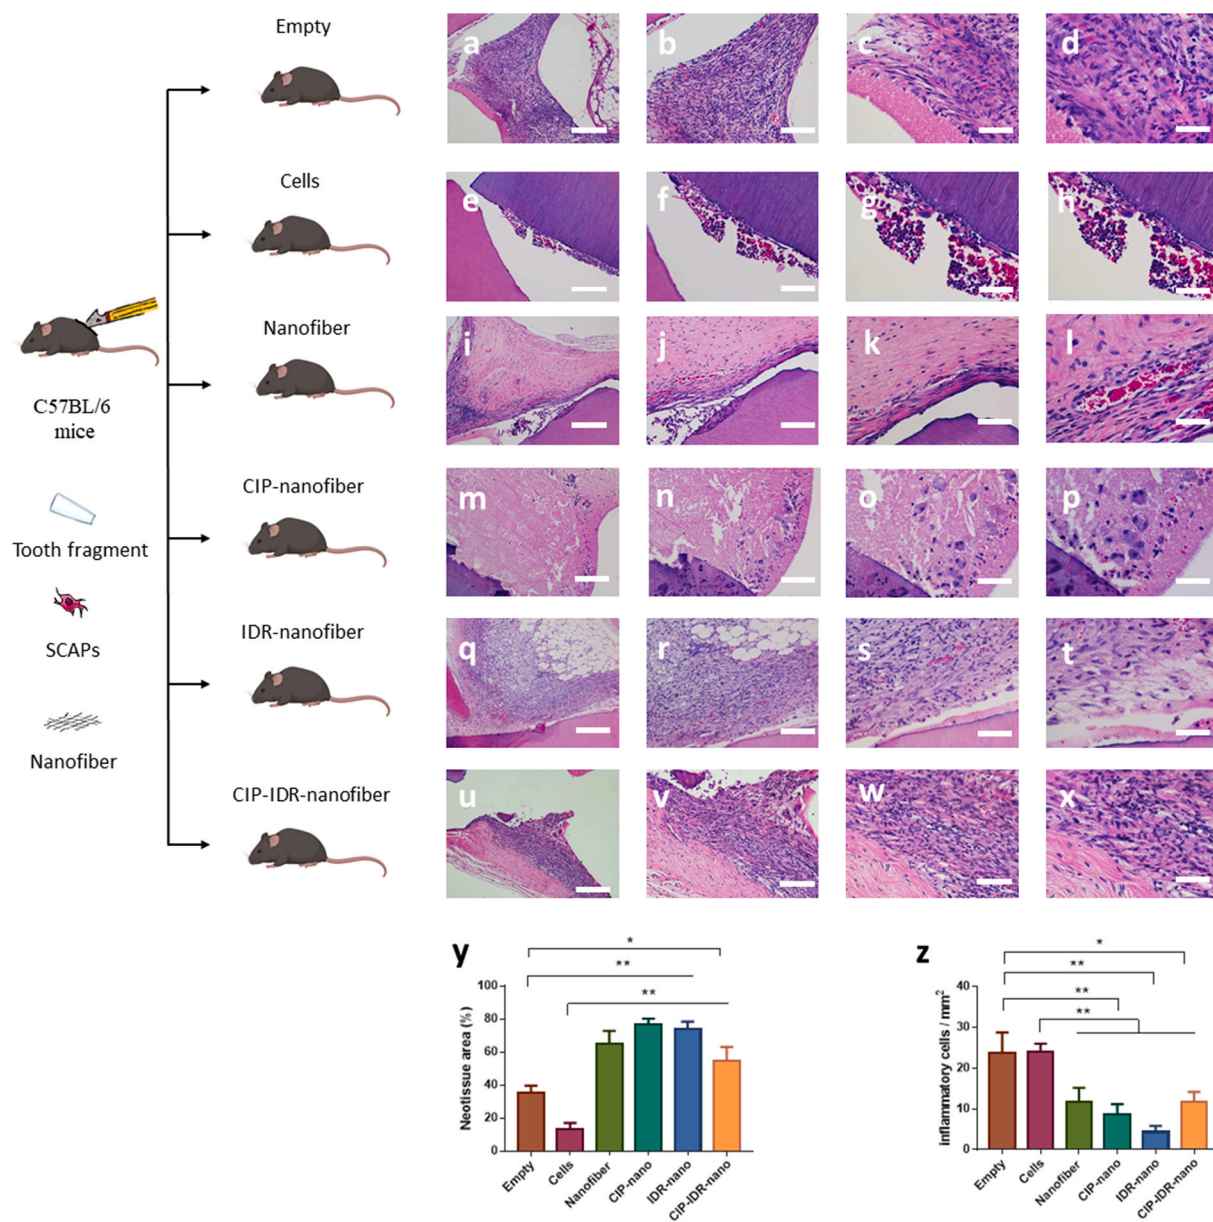 Empty
a b c d
Cells
e f g h
Nanofiber
i j k l
C57BL/6
mice
CIP-nanofiber
m n o p
Tooth fragment
IDR-nanofiber
SCAPs
q r s t
Nanofiber
CIP-IDR-nanofiber
u v w x
y
*
**
**
100
80
60
40
20
0
Neotissue area (%)
Empty
Cells
Nanofiber
CIP-nano
IDR-nano
CIP-IDR-nano
z
*
**
**
**
40
30
20
10
0
inflammatory cells / mm²
Empty
Cells
Nanofiber
CIP-nano
IDR-nano
CIP-IDR-nano